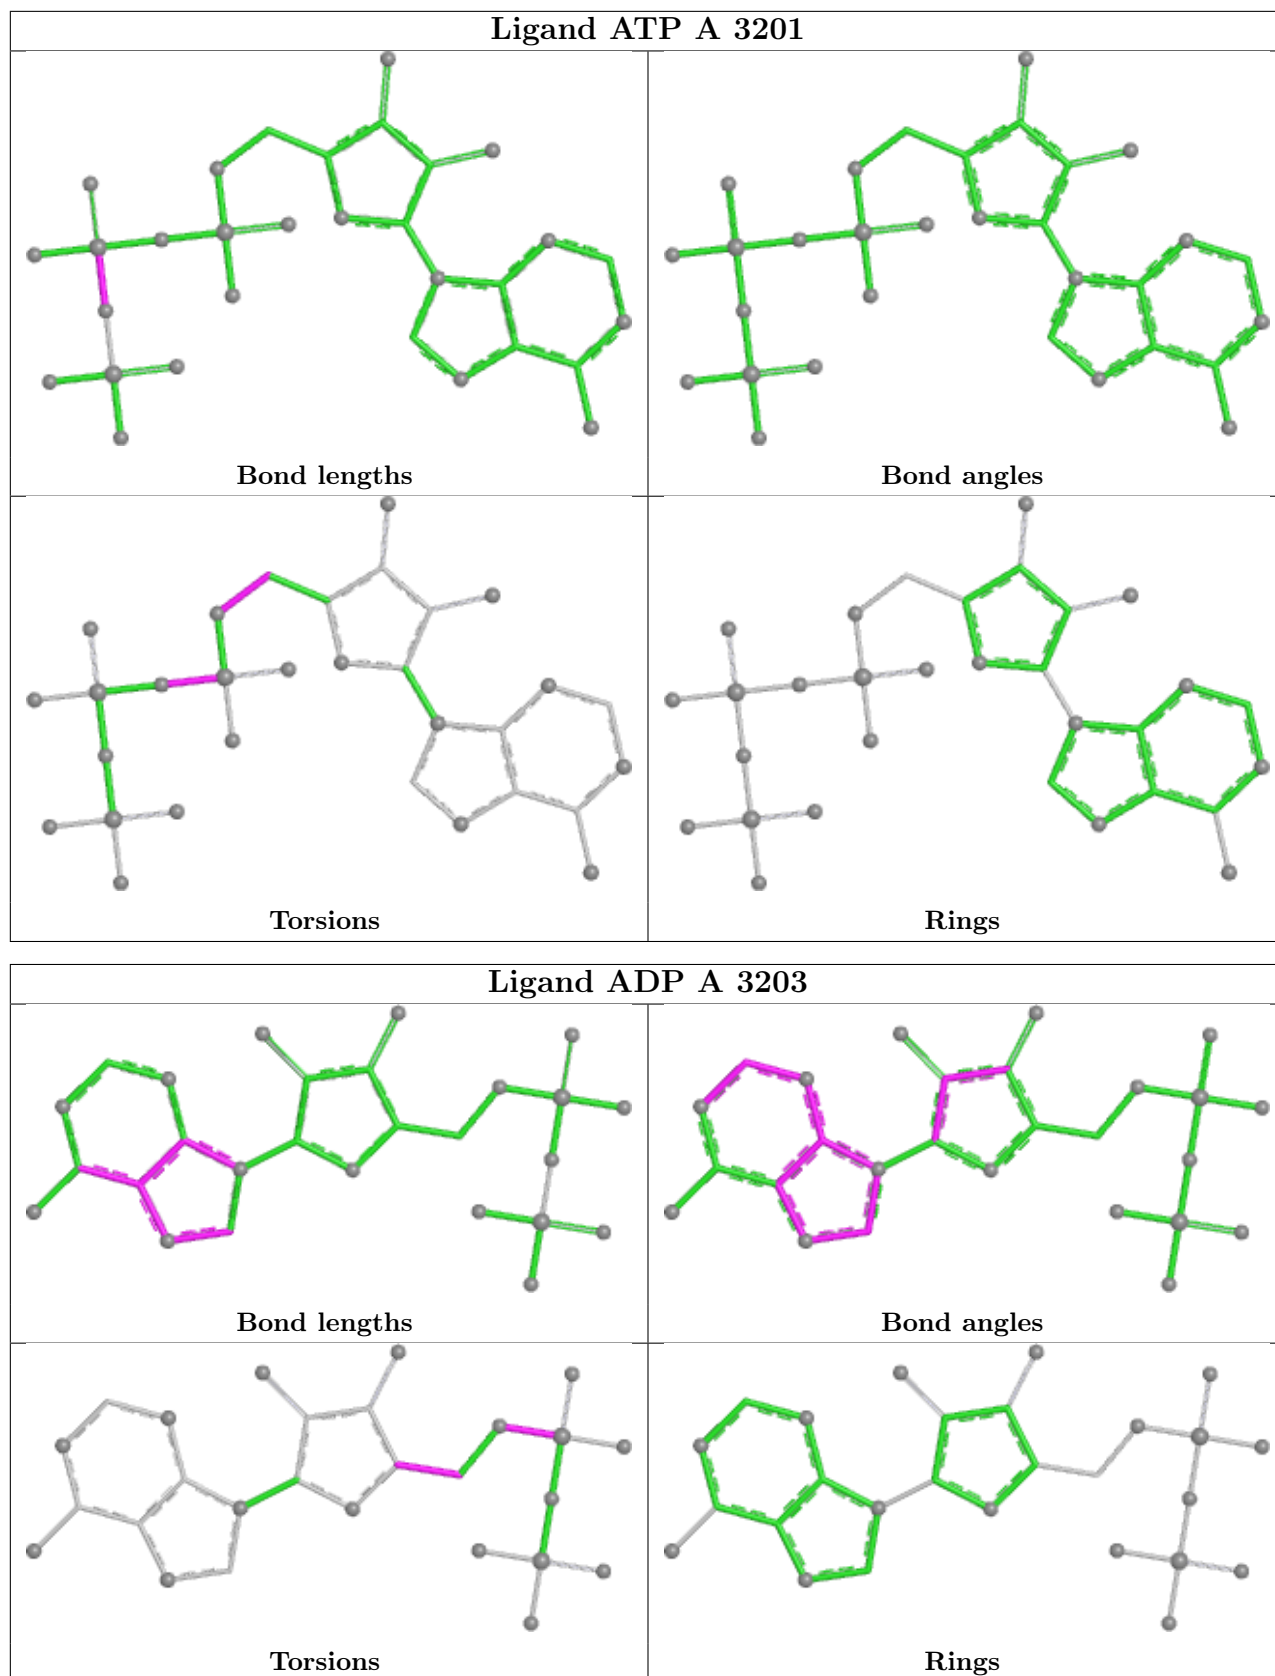 Ligand ATP A 3201
Bond lengths
Bond angles
Torsions
Rings
Ligand ADP A 3203
Bond lengths
Bond angles
Torsions
Rings